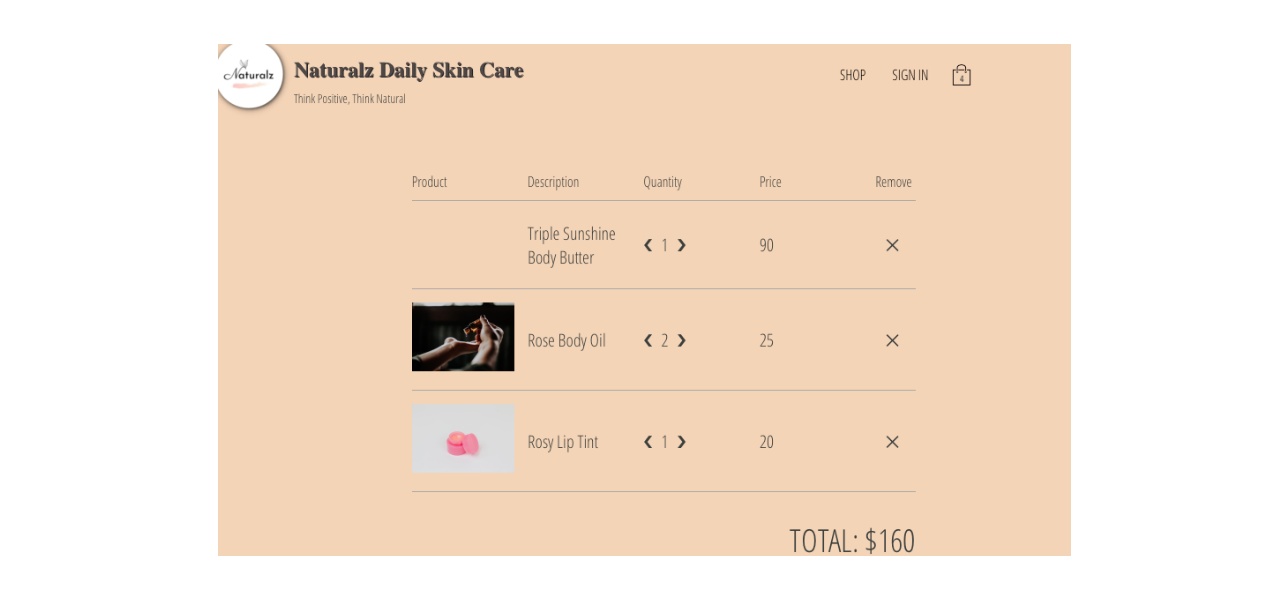 Naturalz
Naturalz Daily Skin Care
Think Positive, Think Natural
SHOP SIGN IN 4
Product Description Quantity Price Remove
Triple Sunshine
Body Butter
❮ 1 ❯ 90 ✕
Rose Body Oil ❮ 2 ❯ 25 ✕
Rosy Lip Tint ❮ 1 ❯ 20 ✕
TOTAL: $160